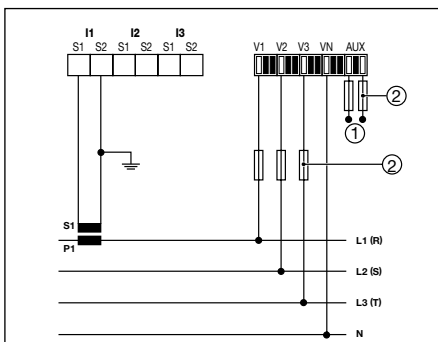 I1 I2 I3
S1 S2 S1 S2 S1 S2
V1 V2 V3 VN AUX
2
1
2
S1
P1
L1 (R)
L2 (S)
L3 (T)
N